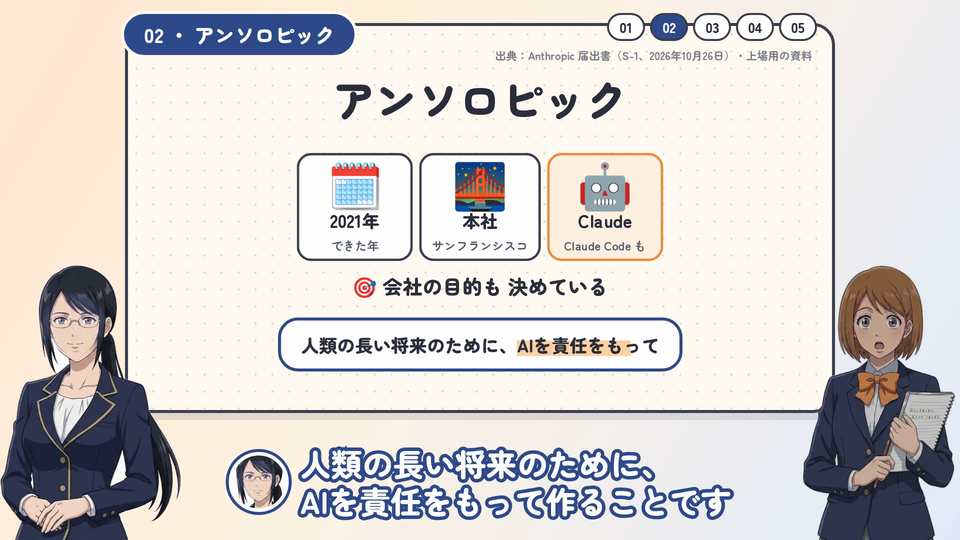 02 ・ アンソロピック
01 02 03 04 05
出典：Anthropic 届出書（S-1、2026年10月26日）・上場用の資料
アンソロピック
2021年
できた年
本社
サンフランシスコ
Claude
Claude Code も
会社の目的も 決めている
人類の長い将来のために、AIを責任をもって
人類の長い将来のために、
AIを責任をもって作ることです